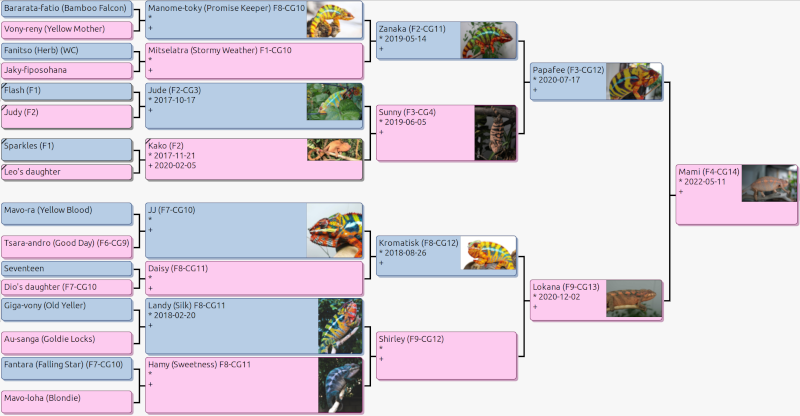 Bararata-fatio (Bamboo Falcon)
Vony-reny (Yellow Mother)
Fanitso (Herb) (WC)
Jaky-fiposohana
Flash (F1)
Judy (F2)
Sparkles (F1)
Leo's daughter
Mavo-ra (Yellow Blood)
Tsara-andro (Good Day) (F6-CG9)
Seventeen
Dio's daughter (F7-CG10
Giga-vony (Old Yeller)
Au-sanga (Goldie Locks)
Fantara (Falling Star) (F7-CG10)
Mavo-loha (Blondie)
Manome-toky (Promise Keeper) F8-CG10
*
+
Mitselatra (Stormy Weather) F1-CG10
*
+
Jude (F2-CG3)
* 2017-10-17
+
Kako (F2)
* 2017-11-21
+ 2020-02-05
JJ (F7-CG10)
*
+
Daisy (F8-CG11)
*
+
Landy (Silk) F8-CG11
* 2018-02-20
+
Hamy (Sweetness) F8-CG11
*
+
Zanaka (F2-CG11)
* 2019-05-14
+
Sunny (F3-CG4)
* 2019-06-05
+
Kromatisk (F8-CG12)
* 2018-08-26
+
Shirley (F9-CG12)
*
+
Papafee (F3-CG12)
* 2020-07-17
+
Lokana (F9-CG13)
* 2020-12-02
+
Mami (F4-CG14)
* 2022-05-11
+